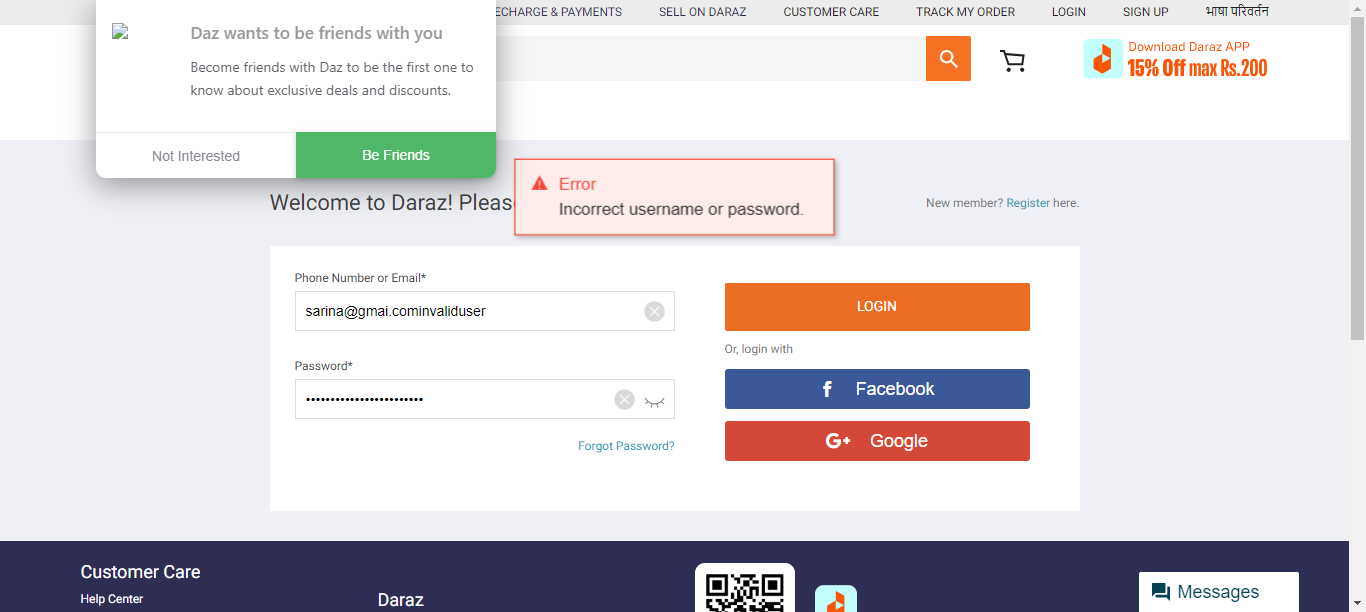 ECHARGE & PAYMENTS SELL ON DARAZ CUSTOMER CARE TRACK MY ORDER LOGIN SIGN UP भाषा परिवर्तन
Daz wants to be friends with you
Become friends with Daz to be the first one to
know about exclusive deals and discounts.
Not Interested Be Friends
Download Daraz APP
15% Off max Rs.200
Error
Incorrect username or password.
Welcome to Daraz! Pleas
New member? Register here.
Phone Number or Email*
sarina@gmai.cominvaliduser
Password*
Forgot Password?
LOGIN
Or, login with
Facebook
G+ Google
Customer Care
Help Center
Daraz
Messages